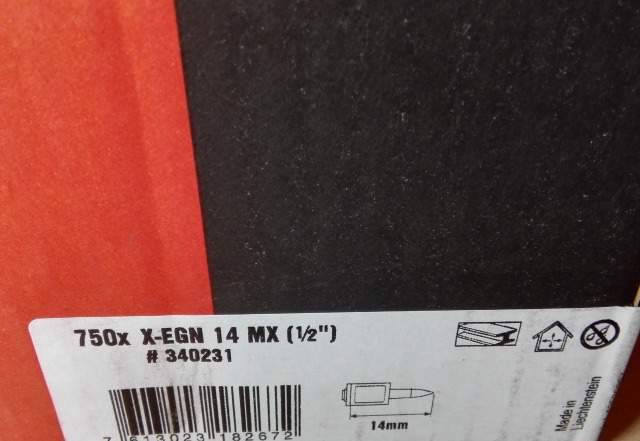 750x X-EGN 14 MX (1/2")
# 340231
7 613023 182672
14mm
Made in
Liechtenstein